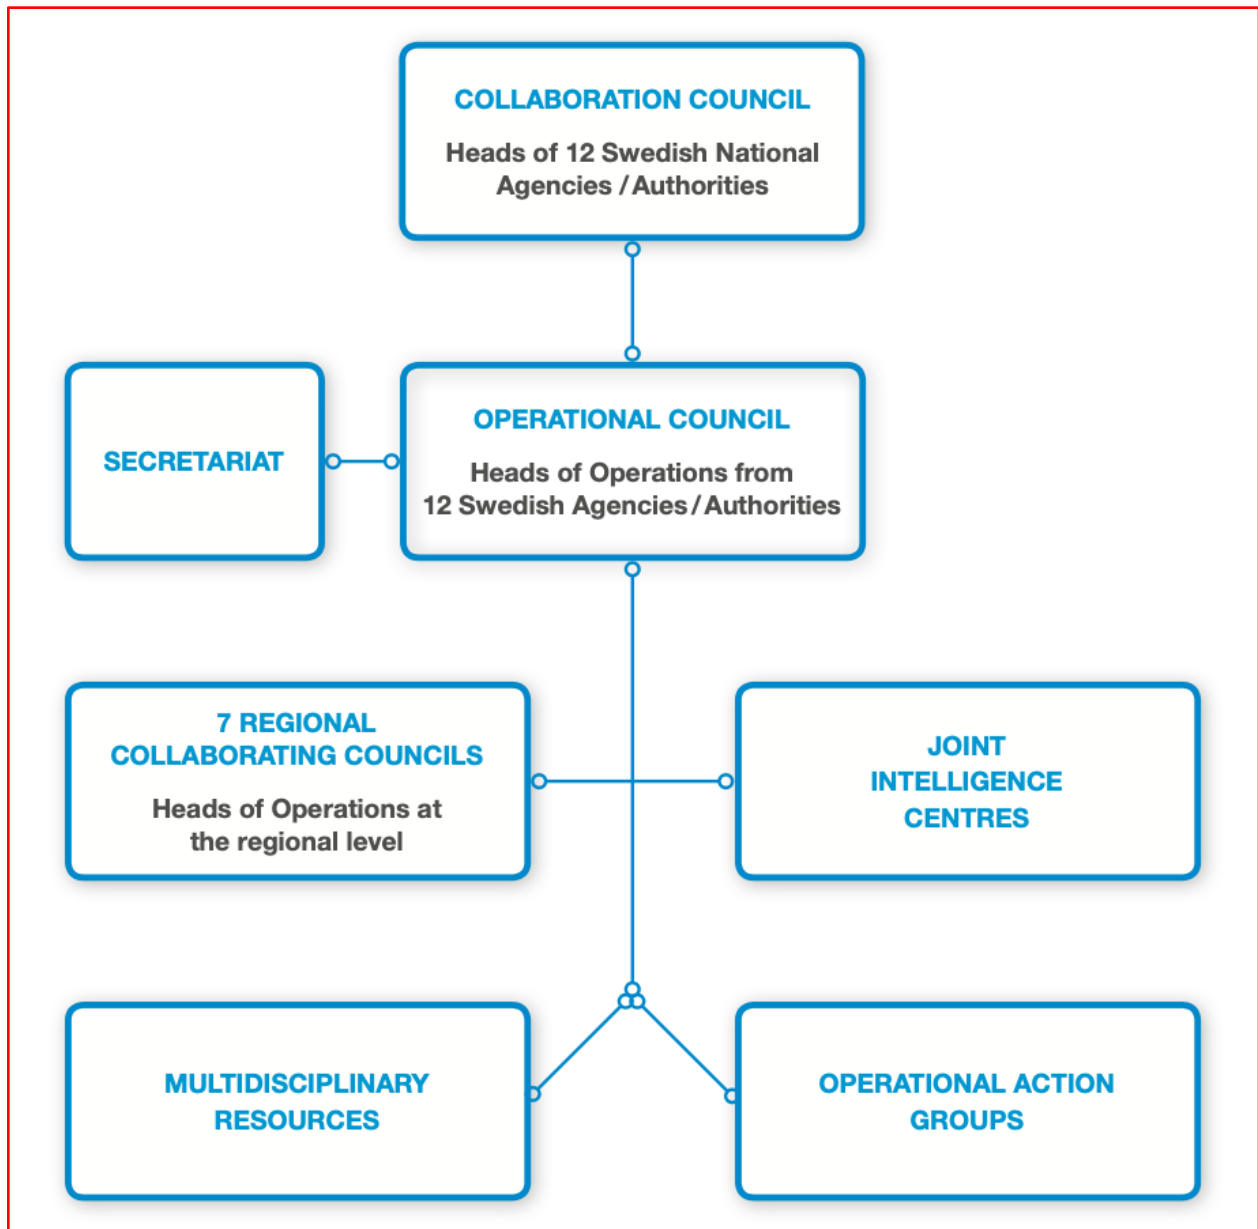 COLLABORATION COUNCIL
Heads of 12 Swedish National
Agencies / Authorities
SECRETARIAT
OPERATIONAL COUNCIL
Heads of Operations from
12 Swedish Agencies / Authorities
7 REGIONAL
COLLABORATING COUNCILS
Heads of Operations at
the regional level
JOINT
INTELLIGENCE
CENTRES
MULTIDISCIPLINARY
RESOURCES
OPERATIONAL ACTION
GROUPS